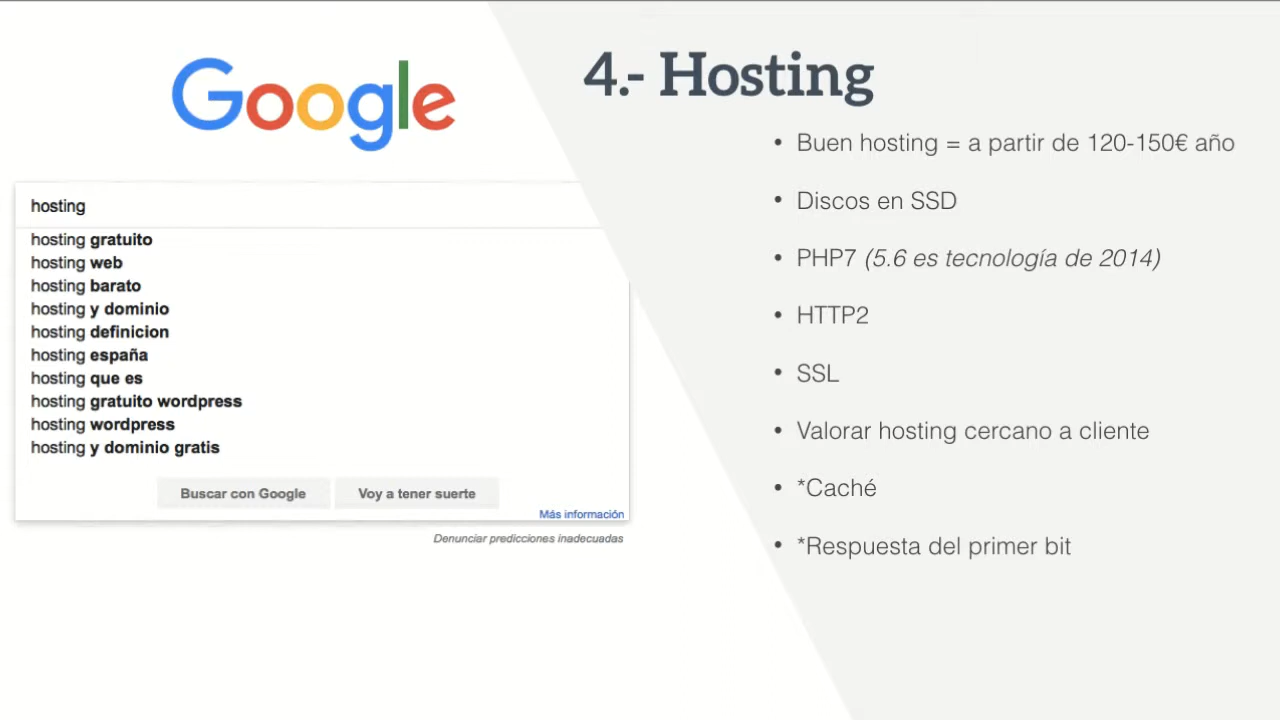 Google
hosting
hosting gratuito
hosting web
hosting barato
hosting y dominio
hosting definicion
hosting españa
hosting que es
hosting gratuito wordpress
hosting wordpress
hosting y dominio gratis
Buscar con Google
Voy a tener suerte
Más información
Denunciar predicciones inadecuadas
4.- Hosting
• Buen hosting = a partir de 120-150€ año
• Discos en SSD
• PHP7 (5.6 es tecnología de 2014)
• HTTP2
• SSL
• Valorar hosting cercano a cliente
• *Caché
• *Respuesta del primer bit